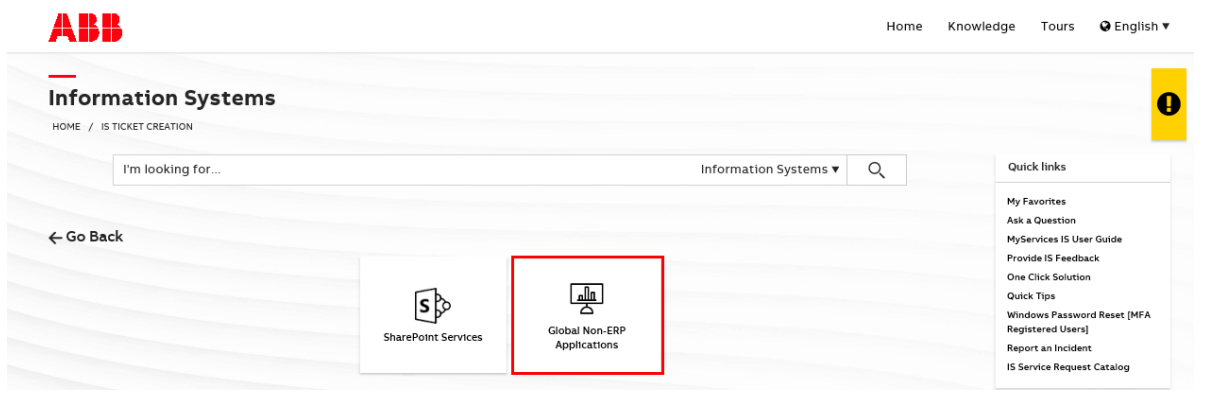 ABB
Home Knowledge Tours English ▼
Information Systems
HOME / IS TICKET CREATION
I'm looking for... Information Systems ▼
← Go Back
SharePoint Services
Global Non-ERP
Applications
Quick links
My Favorites
Ask a Question
MyServices IS User Guide
Provide IS Feedback
One Click Solution
Quick Tips
Windows Password Reset [MFA
Registered Users]
Report an Incident
IS Service Request Catalog